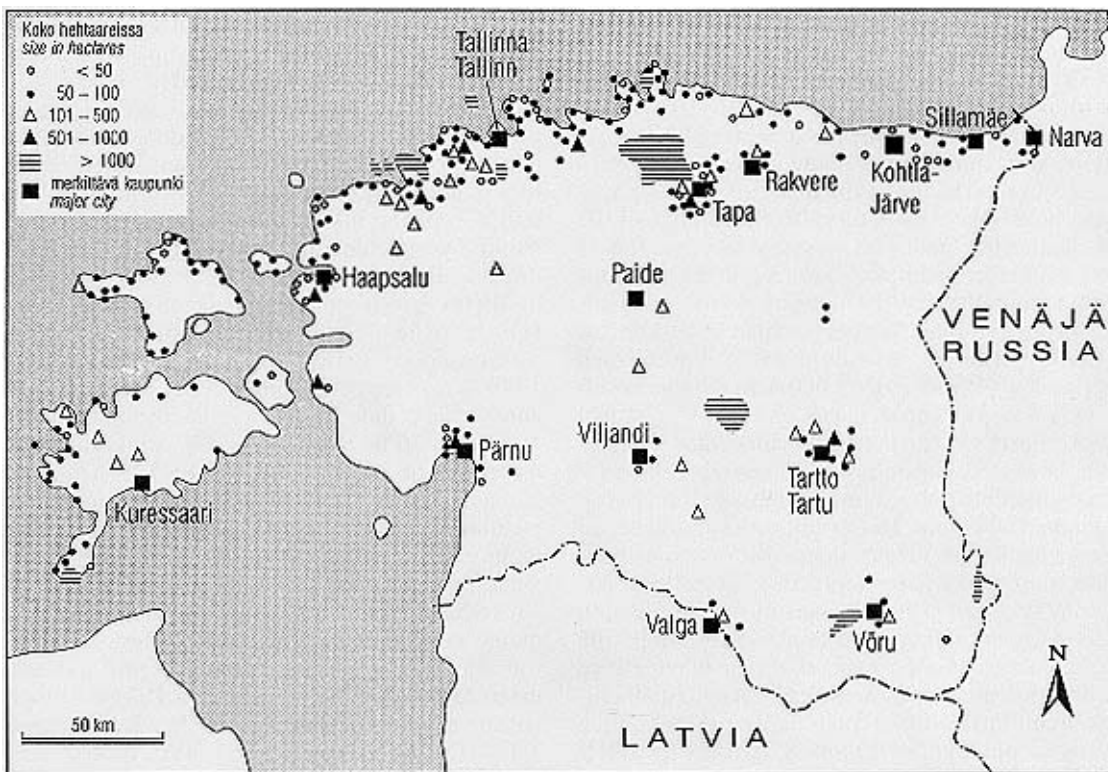 Koko hehtaareissa
size in hectares
< 50
50 – 100
101 – 500
501 – 1000
> 1000
merkittävä kaupunki
major city
Tallinna
Tallinn
Sillamäe
Narva
Kohtla-
Järve
Rakvere
Tapa
Haapsalu
Paide
VENÄJÄ
RUSSIA
Pärnu
Viljandi
Tartto
Tartu
Kuressaari
Valga
Võru
N
50 km
LATVIA